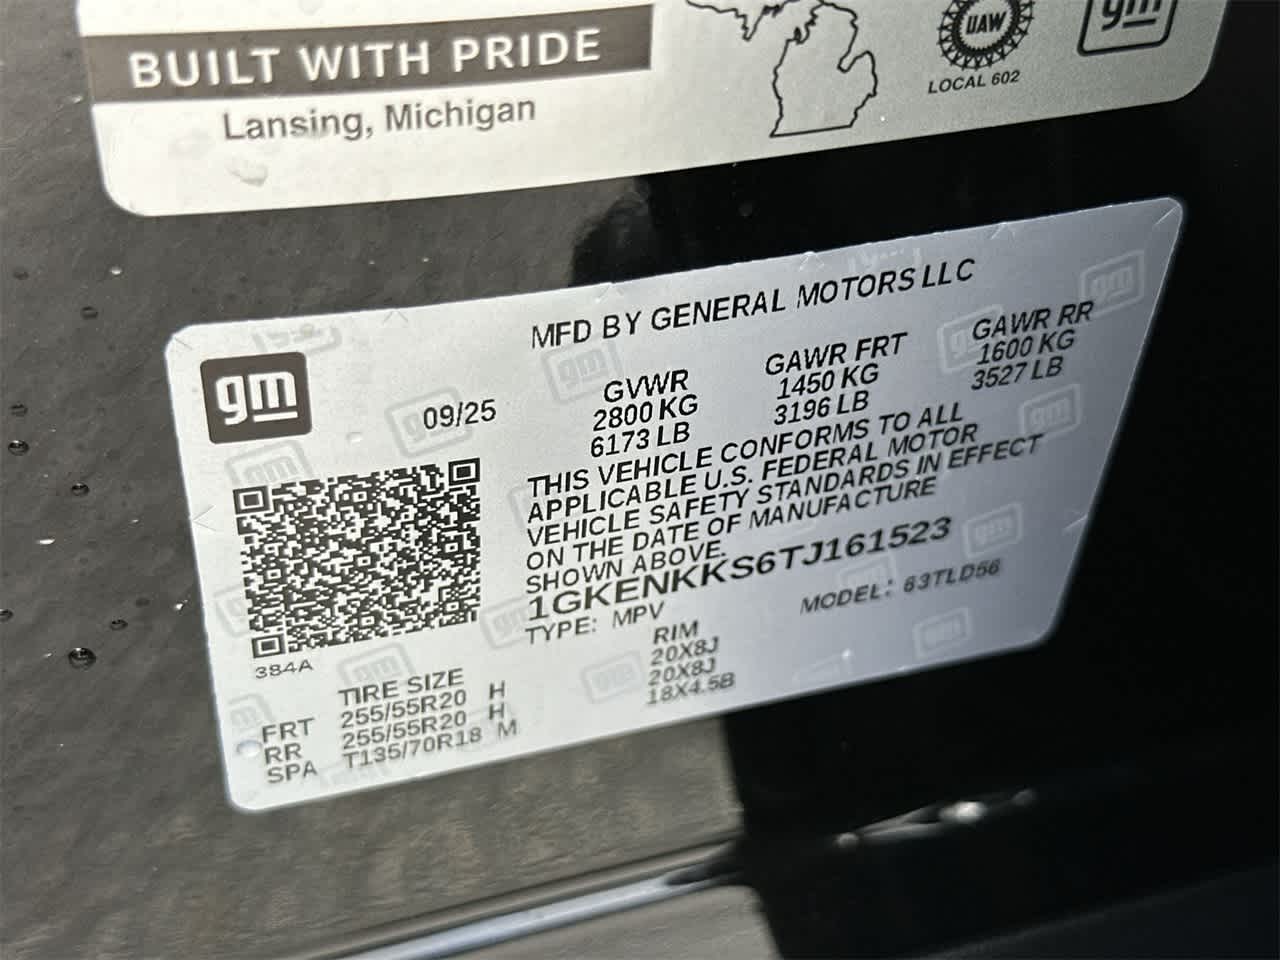 BUILT WITH PRIDE
Lansing, Michigan
UAW
LOCAL 602
gm
MFD BY GENERAL MOTORS LLC
gm
09/25
GVWR
2800 KG
6173 LB
GAWR FRT
1450 KG
3196 LB
GAWR RR
1600 KG
3527 LB
THIS VEHICLE CONFORMS TO ALL
APPLICABLE U.S. FEDERAL MOTOR
VEHICLE SAFETY STANDARDS IN EFFECT
ON THE DATE OF MANUFACTURE
SHOWN ABOVE.
1GKENKKS6TJ161523
TYPE: MPV MODEL: 63TLD56
384A
TIRE SIZE RIM
FRT 255/55R20 H 20X8J
RR 255/55R20 H 20X8J
SPA T135/70R18 M 18X4.5B